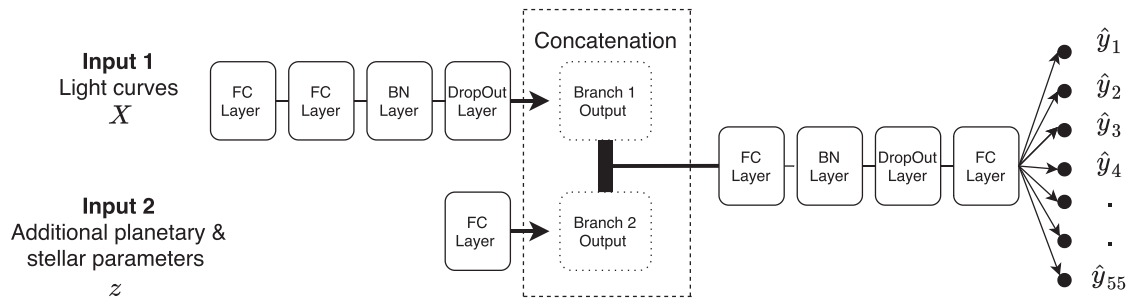 Input 1
Light curves
X
FC
Layer
FC
Layer
BN
Layer
DropOut
Layer
Concatenation
Branch 1
Output
Input 2
Additional planetary &
stellar parameters
z
FC
Layer
Branch 2
Output
FC
Layer
BN
Layer
DropOut
Layer
FC
Layer
ŷ₁
ŷ₂
ŷ₃
ŷ₄
.
.
ŷ₅₅